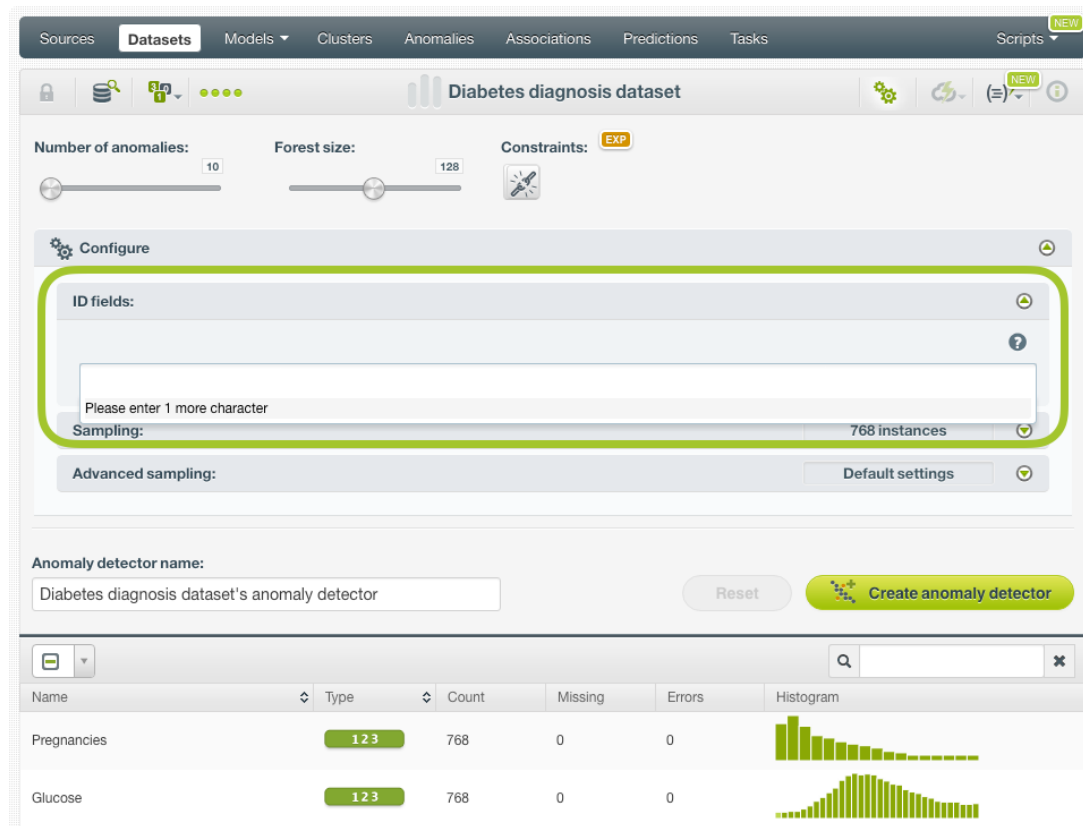 NEW
Sources Datasets Models Clusters Anomalies Associations Predictions Tasks Scripts
Diabetes diagnosis dataset (=) NEW
Number of anomalies: 10 Forest size: 128 Constraints: EXP
Configure
ID fields:
?
Please enter 1 more character
Sampling: 768 instances
Advanced sampling: Default settings
Anomaly detector name:
Diabetes diagnosis dataset's anomaly detector Reset Create anomaly detector
Name Type Count Missing Errors Histogram
Pregnancies 123 768 0 0
Glucose 123 768 0 0